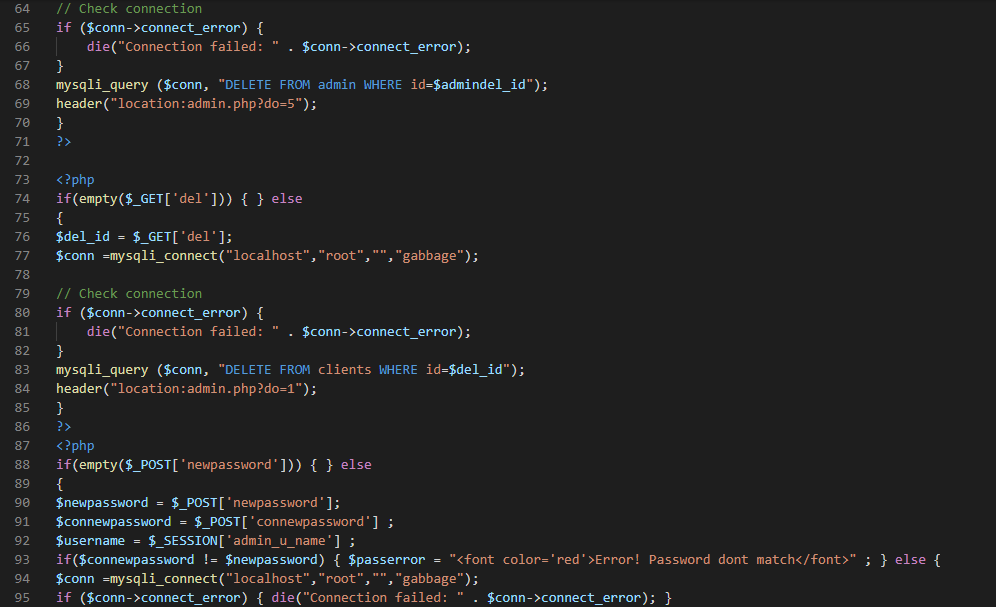 64 // Check connection
65 if ($conn->connect_error) {
66 die("Connection failed: " . $conn->connect_error);
67 }
68 mysqli_query ($conn, "DELETE FROM admin WHERE id=$admindel_id");
69 header("location:admin.php?do=5");
70 }
71 ?>
72
73 <?php
74 if(empty($_GET['del'])) { } else
75 {
76 $del_id = $_GET['del'];
77 $conn =mysqli_connect("localhost","root","","gabbage");
78
79 // Check connection
80 if ($conn->connect_error) {
81 die("Connection failed: " . $conn->connect_error);
82 }
83 mysqli_query ($conn, "DELETE FROM clients WHERE id=$del_id");
84 header("location:admin.php?do=1");
85 }
86 ?>
87 <?php
88 if(empty($_POST['newpassword'])) { } else
89 {
90 $newpassword = $_POST['newpassword'];
91 $connewpassword = $_POST['connewpassword'] ;
92 $username = $_SESSION['admin_u_name'] ;
93 if($connewpassword != $newpassword) { $passerror = "<font color='red'>Error! Password dont match</font>" ; } else {
94 $conn =mysqli_connect("localhost","root","","gabbage");
95 if ($conn->connect_error) { die("Connection failed: " . $conn->connect_error); }